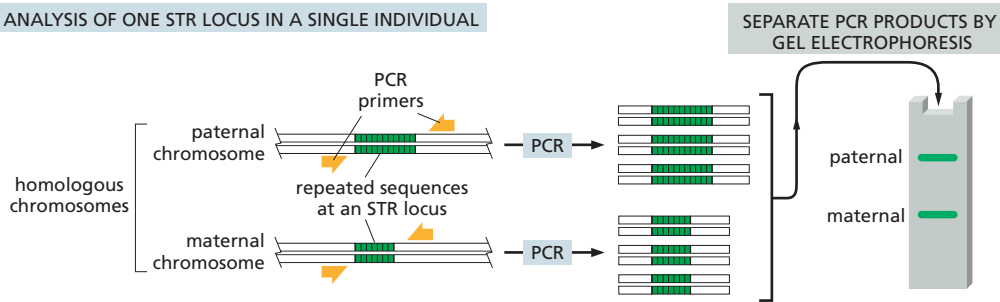 ANALYSIS OF ONE STR LOCUS IN A SINGLE INDIVIDUAL
SEPARATE PCR PRODUCTS BY
GEL ELECTROPHORESIS
PCR
primers
paternal
chromosome
PCR
homologous
chromosomes
repeated sequences
at an STR locus
maternal
chromosome
PCR
paternal
maternal